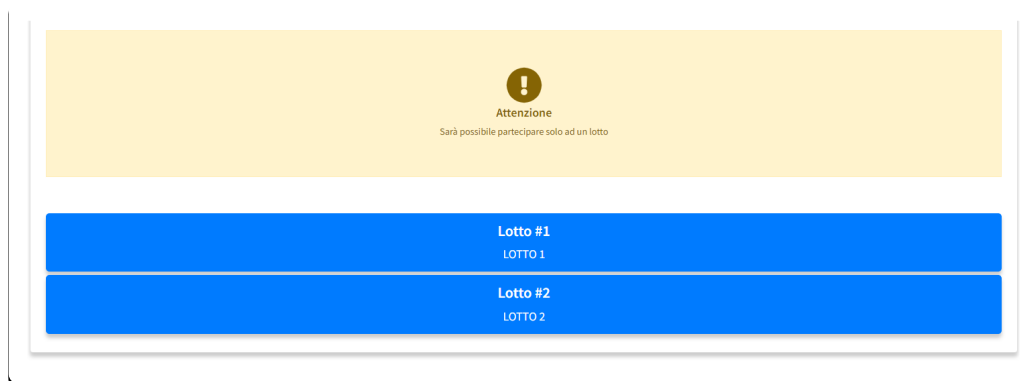 Attenzione
Sarà possibile partecipare solo ad un lotto
Lotto #1
LOTTO 1
Lotto #2
LOTTO 2